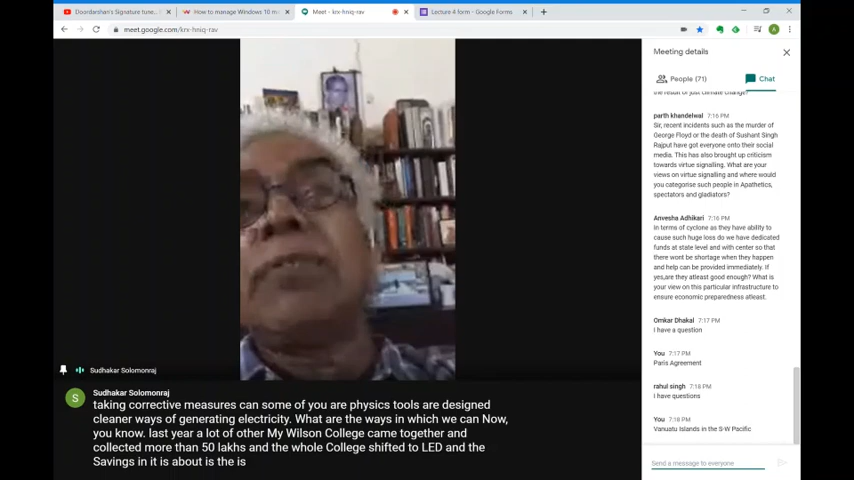 Doordarshan's Signature tune...
How to manage Windows 10 m
Meet - krx-hniq-rav
Lecture 4 form - Google Forms
meet.google.com/krx-hniq-rav
Meeting details
People (71)
Chat
the result of just climate change?
parth khandelwal 7:16 PM
Sir, recent incidents such as the murder of
George Floyd or the death of Sushant Singh
Rajput have got everyone onto their social
media. This has also brought up criticism
towards virtue signalling. What are your
views on virtue signalling and where would
you categorise such people in Apathetics,
spectators and gladiators?
Anvesha Adhikari 7:16 PM
In terms of cyclone as they have ability to
cause such huge loss do we have dedicated
funds at state level and with center so that
there wont be shortage when they happen
and help can be provided immediately. If
yes,are they atleast good enough? What is
your view on this particular infrastructure to
ensure economic preparedness atleast.
Omkar Dhakal 7:17 PM
I have a question
You 7:17 PM
Paris Agreement
rahul singh 7:18 PM
I have questions
You 7:18 PM
Vanuatu Islands in the S-W Pacific
Send a message to everyone
Sudhakar Solomonraj
S
Sudhakar Solomonraj
taking corrective measures can some of you are physics tools are designed
cleaner ways of generating electricity. What are the ways in which we can Now,
you know. last year a lot of other My Wilson College came together and
collected more than 50 lakhs and the whole College shifted to LED and the
Savings in it is about is the is